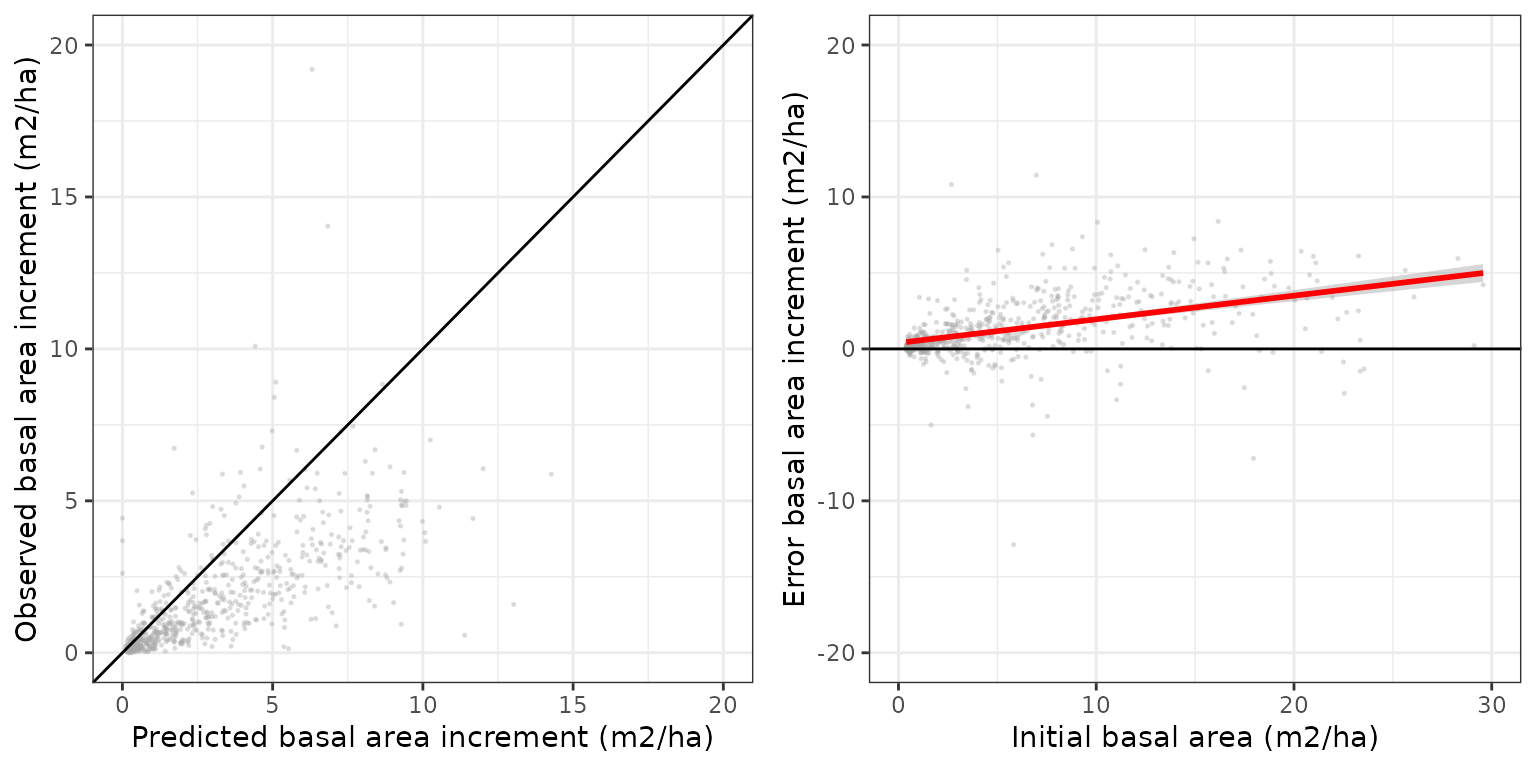 Observed basal area increment (m2/ha)
20
15
10
5
0
0 5 10 15 20
Predicted basal area increment (m2/ha)
Error basal area increment (m2/ha)
20
10
0
-10
-20
0 10 20 30
Initial basal area (m2/ha)